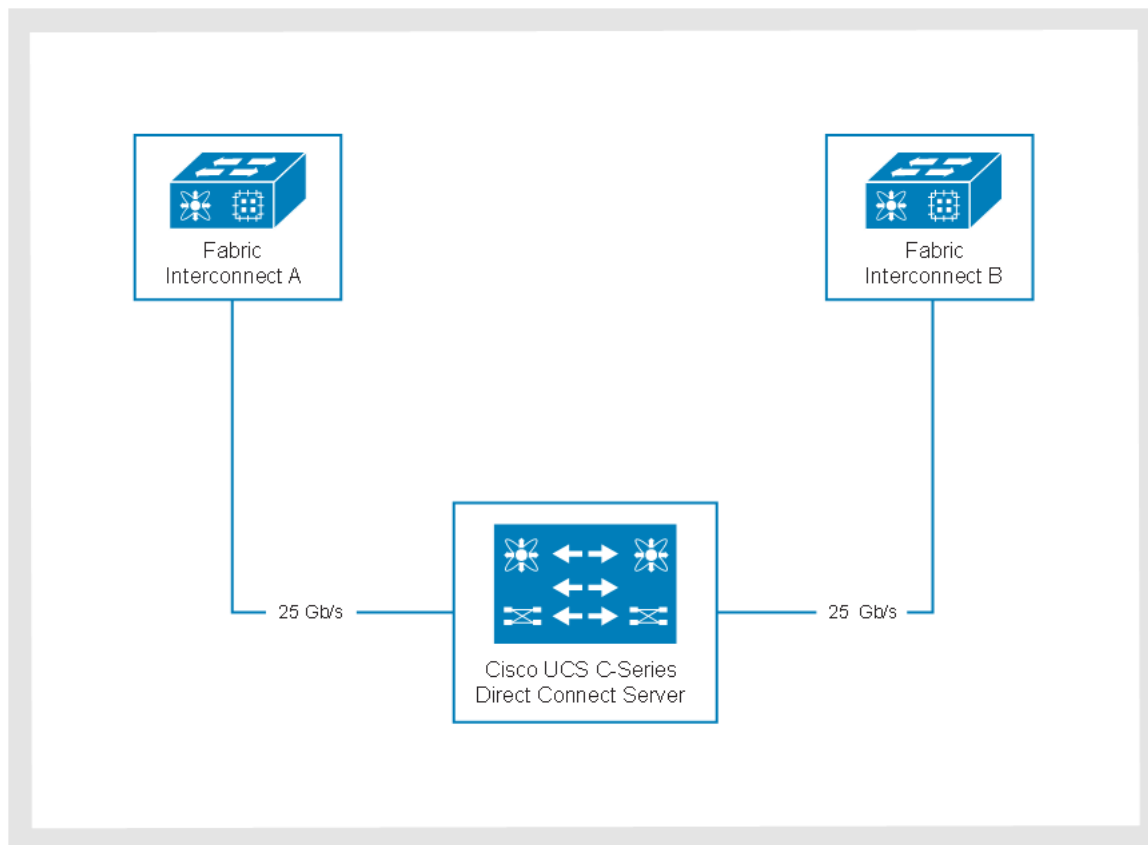 Fabric
Interconnect A
Fabric
Interconnect B
25 Gb/s
25 Gb/s
Cisco UCS C-Series
Direct Connect Server